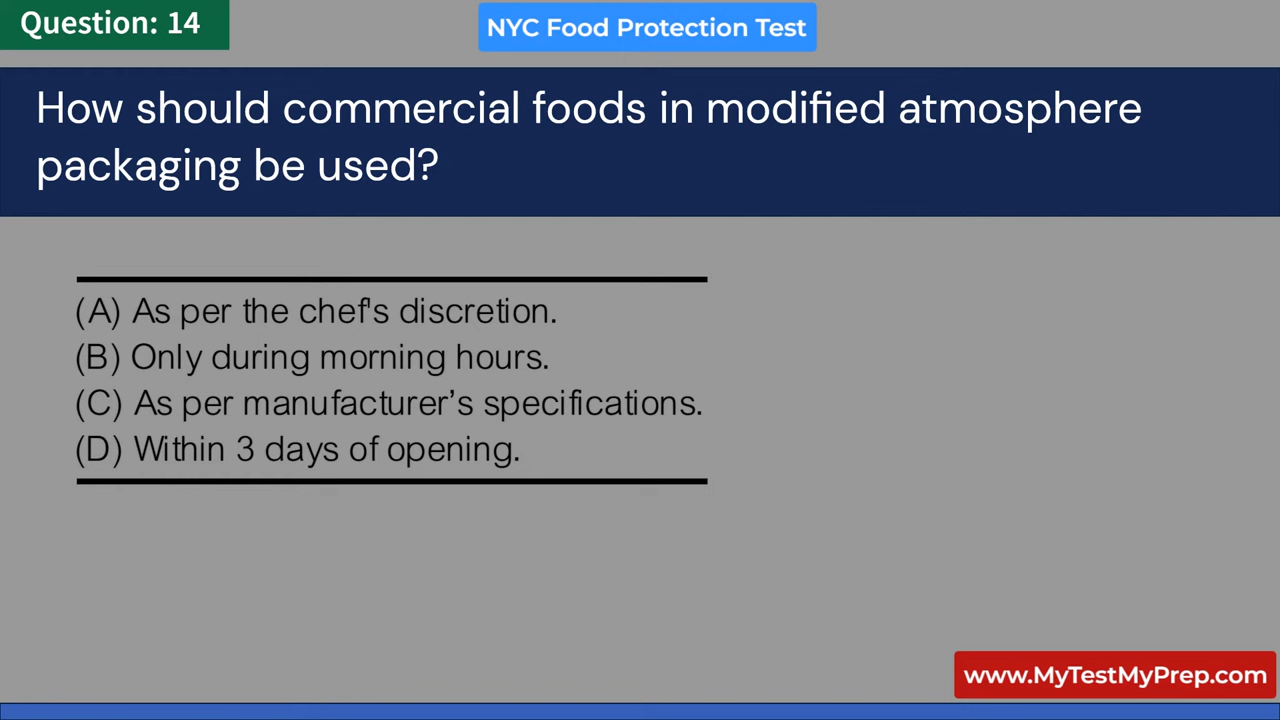 Question: 14
NYC Food Protection Test
How should commercial foods in modified atmosphere
packaging be used?
(A) As per the chef's discretion.
(B) Only during morning hours.
(C) As per manufacturer’s specifications.
(D) Within 3 days of opening.
www.MyTestMyPrep.com